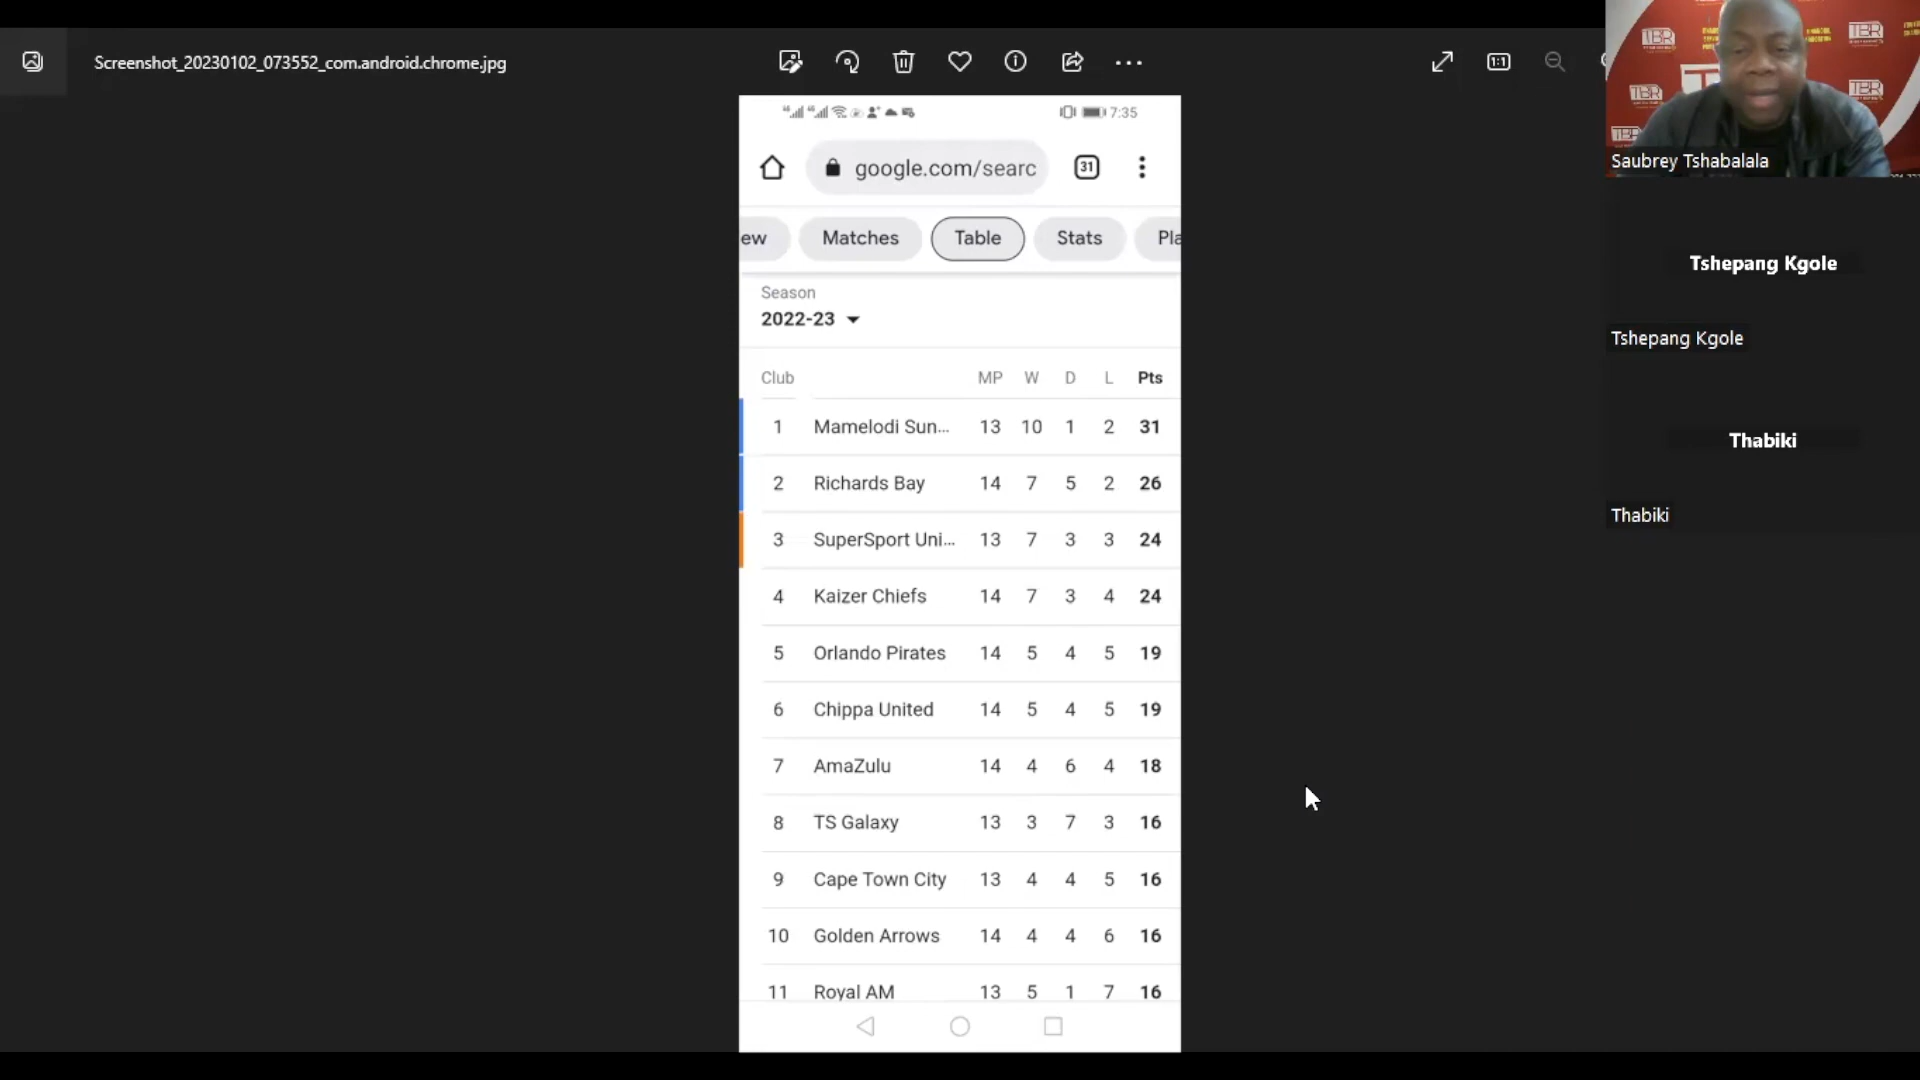 Screenshot_20230102_073552_com.android.chrome.jpg
7:35
google.com/searc
31
ew Matches Table Stats Pla
Season
2022-23
Club MP W D L Pts
1 Mamelodi Sun... 13 10 1 2 31
2 Richards Bay 14 7 5 2 26
3 SuperSport Uni... 13 7 3 3 24
4 Kaizer Chiefs 14 7 3 4 24
5 Orlando Pirates 14 5 4 5 19
6 Chippa United 14 5 4 5 19
7 AmaZulu 14 4 6 4 18
8 TS Galaxy 13 3 7 3 16
9 Cape Town City 13 4 4 5 16
10 Golden Arrows 14 4 4 6 16
11 Royal AM 13 5 1 7 16
1:1
TBR
TBR
TBR
TBR
Saubrey Tshabalala
Tshepang Kgole
Tshepang Kgole
Thabiki
Thabiki